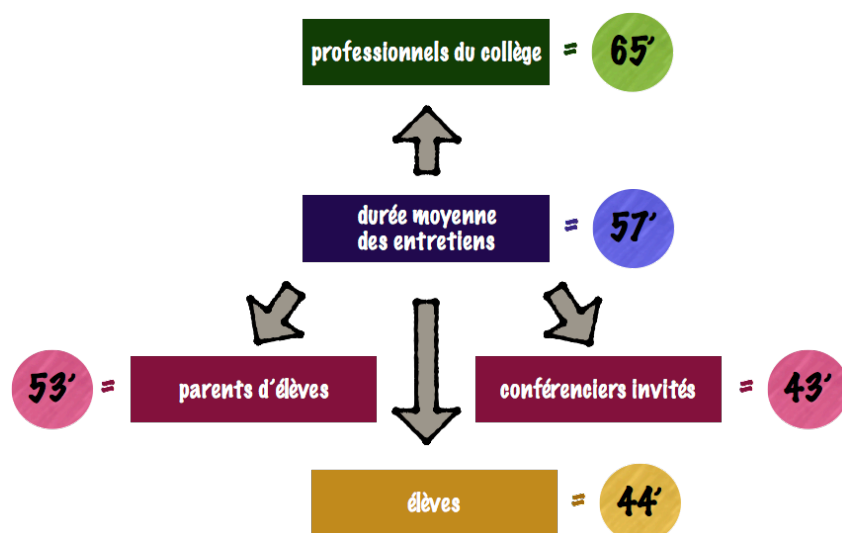 professionnels du collège = 65'
durée moyenne
des entretiens = 57'
53' = parents d'élèves
conférenciers invités = 43'
élèves = 44'